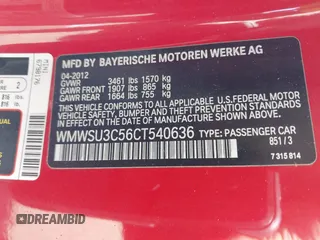 MFD BY BAYERISCHE MOTOREN WERKE AG
04-2012
GVWR 3461 lbs 1570 kg
GAWR FRONT 1907 lbs 865 kg
GAWR REAR 1664 lbs 755 kg
THIS VEHICLE CONFORMS TO ALL APPLICABLE U.S. FEDERAL MOTOR
VEHICLE SAFETY, BUMPER, AND THEFT PREVENTION STANDARDS
IN EFFECT ON THE DATE OF MANUFACTURE SHOWN ABOVE.
WMWSU3C56CT540636 TYPE: PASSENGER CAR
851 / 3
7 315 814
MINI
2
DREAMBID